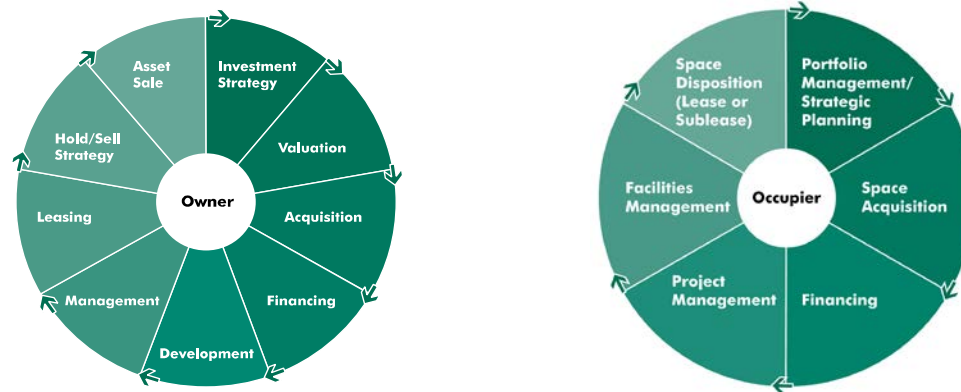 Asset
Sale
Investment
Strategy
Hold/Sell
Strategy
Valuation
Owner
Leasing
Acquisition
Management
Financing
Development
Space
Disposition
(Lease or
Sublease)
Portfolio
Management/
Strategic
Planning
Facilities
Management
Occupier
Space
Acquisition
Project
Management
Financing